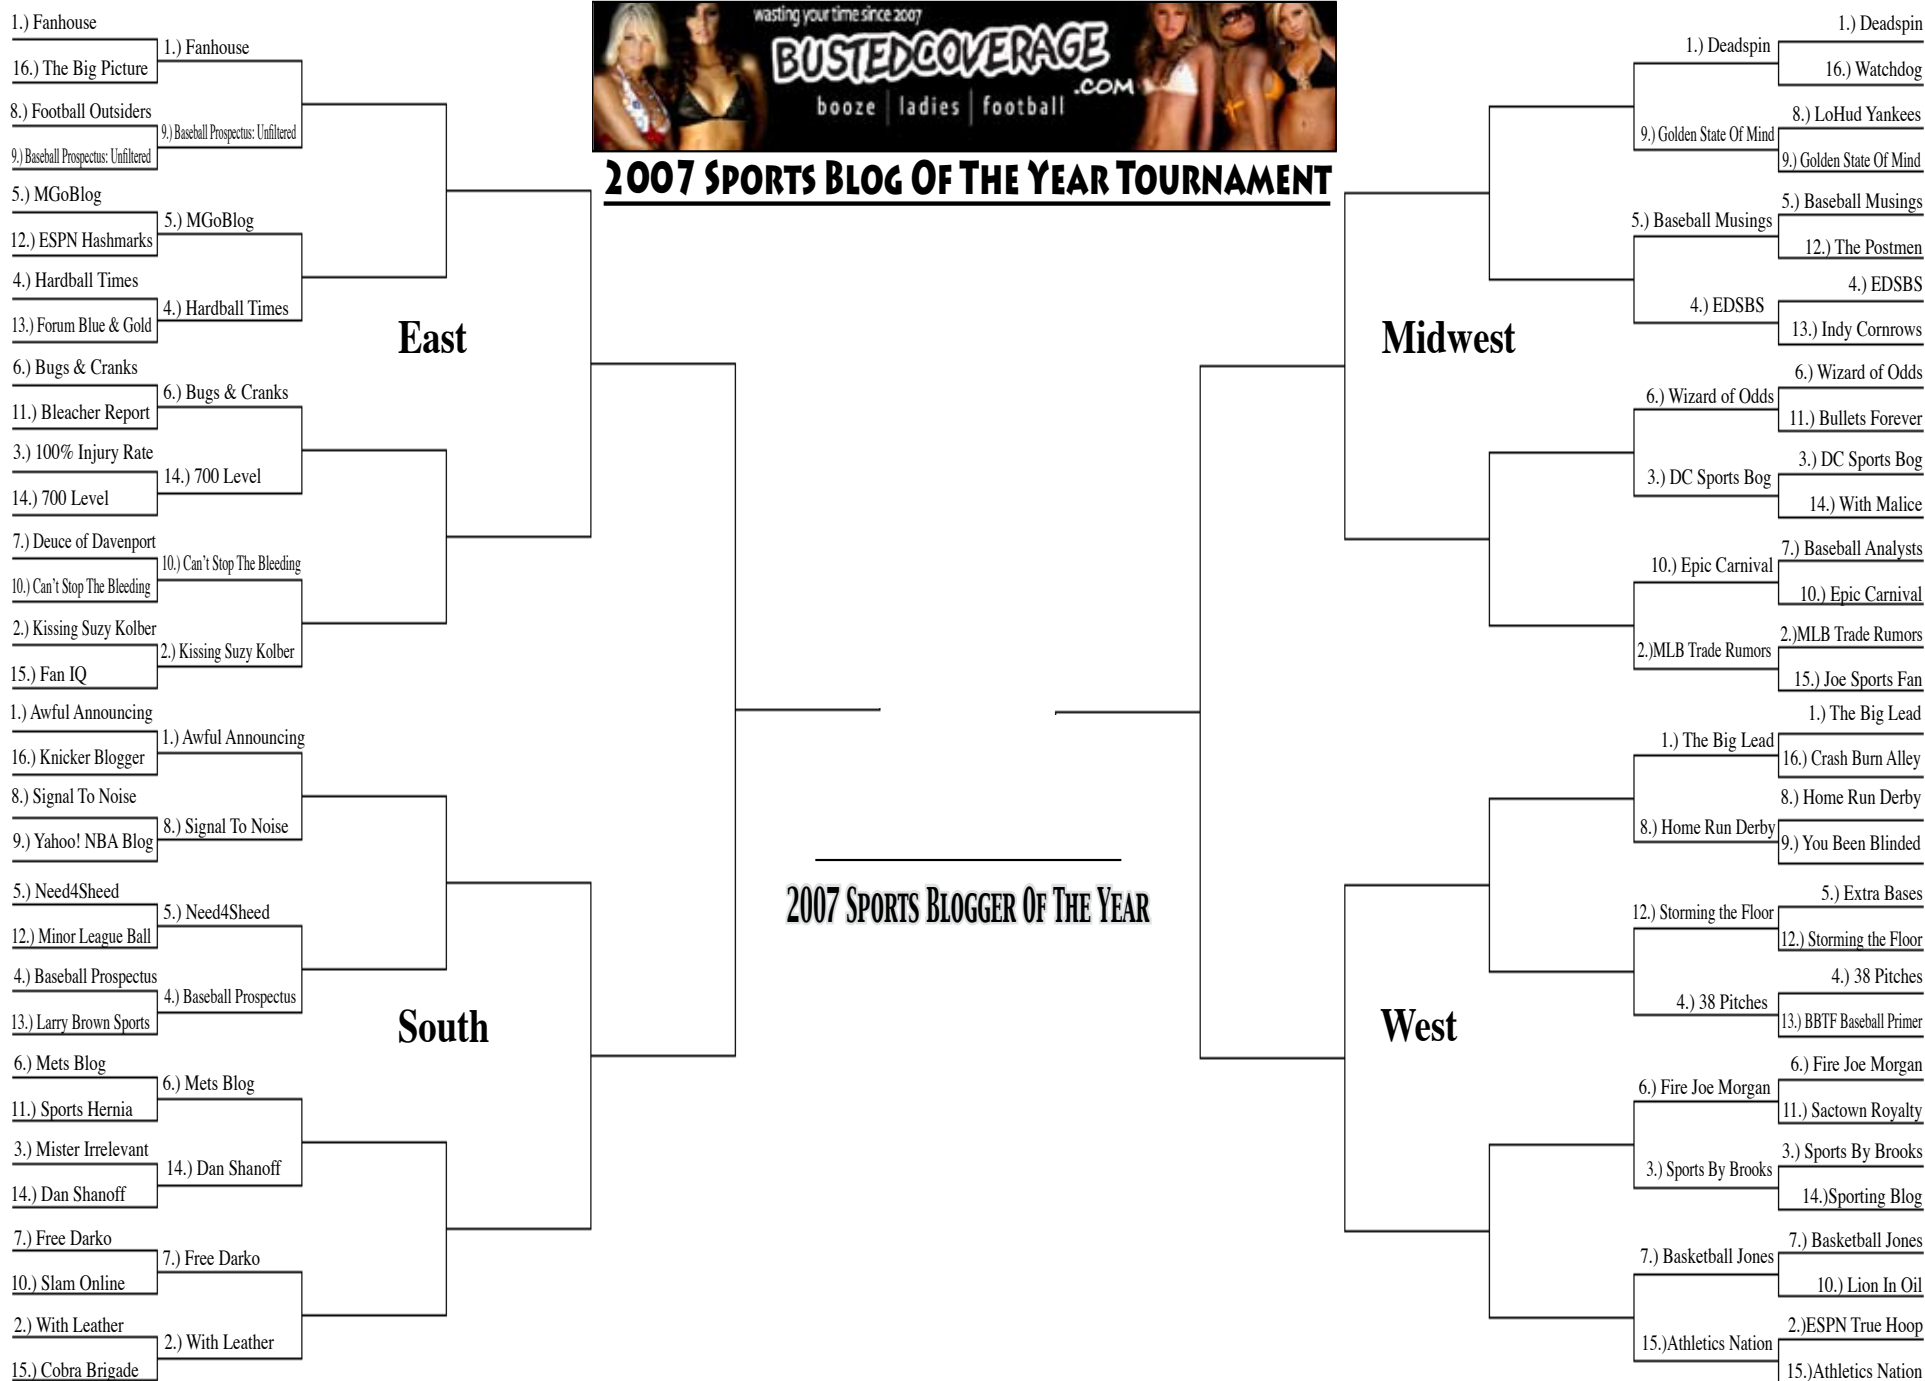 wasting your time since 2007
BUSTEDCOVERAGE
.COM
booze | ladies | football
2007 Sports Blog Of The Year Tournament
1.) Fanhouse
16.) The Big Picture
8.) Football Outsiders
9.) Baseball Prospectus: Unfiltered
5.) MGoBlog
12.) ESPN Hashmarks
4.) Hardball Times
13.) Forum Blue & Gold
6.) Bugs & Cranks
11.) Bleacher Report
3.) 100% Injury Rate
14.) 700 Level
7.) Deuce of Davenport
10.) Can't Stop The Bleeding
2.) Kissing Suzy Kolber
15.) Fan IQ
1.) Fanhouse
9.) Baseball Prospectus: Unfiltered
5.) MGoBlog
4.) Hardball Times
6.) Bugs & Cranks
14.) 700 Level
10.) Can't Stop The Bleeding
2.) Kissing Suzy Kolber
East
1.) Awful Announcing
16.) Knicker Blogger
8.) Signal To Noise
9.) Yahoo! NBA Blog
5.) Need4Sheed
12.) Minor League Ball
4.) Baseball Prospectus
13.) Larry Brown Sports
6.) Mets Blog
11.) Sports Hernia
3.) Mister Irrelevant
14.) Dan Shanoff
7.) Free Darko
10.) Slam Online
2.) With Leather
15.) Cobra Brigade
1.) Awful Announcing
8.) Signal To Noise
5.) Need4Sheed
4.) Baseball Prospectus
6.) Mets Blog
14.) Dan Shanoff
7.) Free Darko
2.) With Leather
South
2007 Sports Blogger Of The Year
Midwest
1.) Deadspin
9.) Golden State Of Mind
5.) Baseball Musings
4.) EDSBS
6.) Wizard of Odds
3.) DC Sports Bog
10.) Epic Carnival
2.)MLB Trade Rumors
1.) Deadspin
16.) Watchdog
8.) LoHud Yankees
9.) Golden State Of Mind
5.) Baseball Musings
12.) The Postmen
4.) EDSBS
13.) Indy Cornrows
6.) Wizard of Odds
11.) Bullets Forever
3.) DC Sports Bog
14.) With Malice
7.) Baseball Analysts
10.) Epic Carnival
2.)MLB Trade Rumors
15.) Joe Sports Fan
West
1.) The Big Lead
8.) Home Run Derby
12.) Storming the Floor
4.) 38 Pitches
6.) Fire Joe Morgan
3.) Sports By Brooks
7.) Basketball Jones
15.)Athletics Nation
1.) The Big Lead
16.) Crash Burn Alley
8.) Home Run Derby
9.) You Been Blinded
5.) Extra Bases
12.) Storming the Floor
4.) 38 Pitches
13.) BBTF Baseball Primer
6.) Fire Joe Morgan
11.) Sactown Royalty
3.) Sports By Brooks
14.)Sporting Blog
7.) Basketball Jones
10.) Lion In Oil
2.)ESPN True Hoop
15.)Athletics Nation